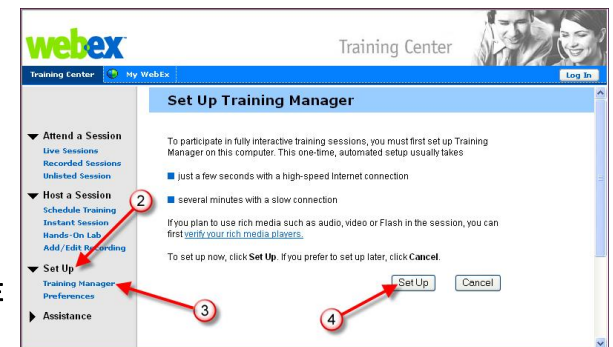 webex
Training Center
Training Center My WebEx Log In
Set Up Training Manager
Attend a Session
Live Sessions
Recorded Sessions
Unlisted Session
Host a Session
Schedule Training
Instant Session
Hands-On Lab
Add/Edit Recording
Set Up
Training Manager
Preferences
Assistance
To participate in fully interactive training sessions, you must first set up Training
Manager on this computer. This one-time, automated setup usually takes
just a few seconds with a high-speed Internet connection
several minutes with a slow connection
If you plan to use rich media such as audio, video or Flash in the session, you can
first verify your rich media players.
To set up now, click Set Up. If you prefer to set up later, click Cancel.
Set Up Cancel
2
3
4
E